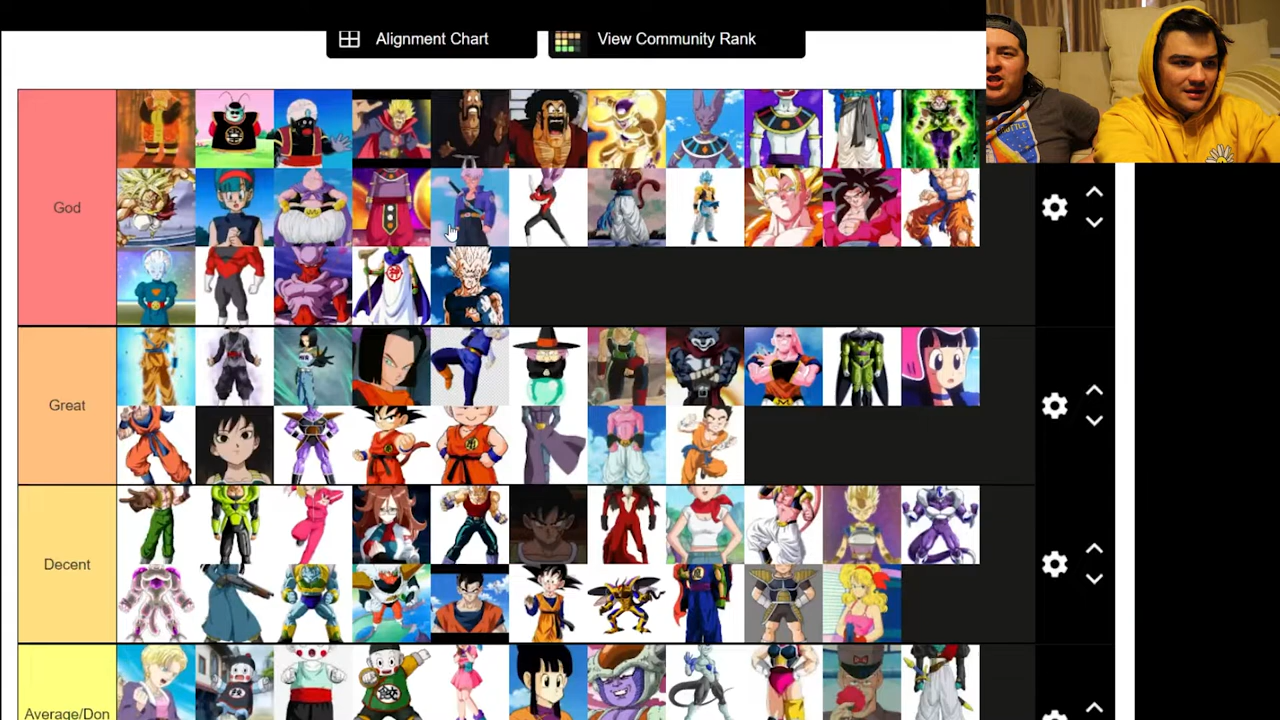 Alignment Chart
View Community Rank
God
Great
Decent
Average/Don